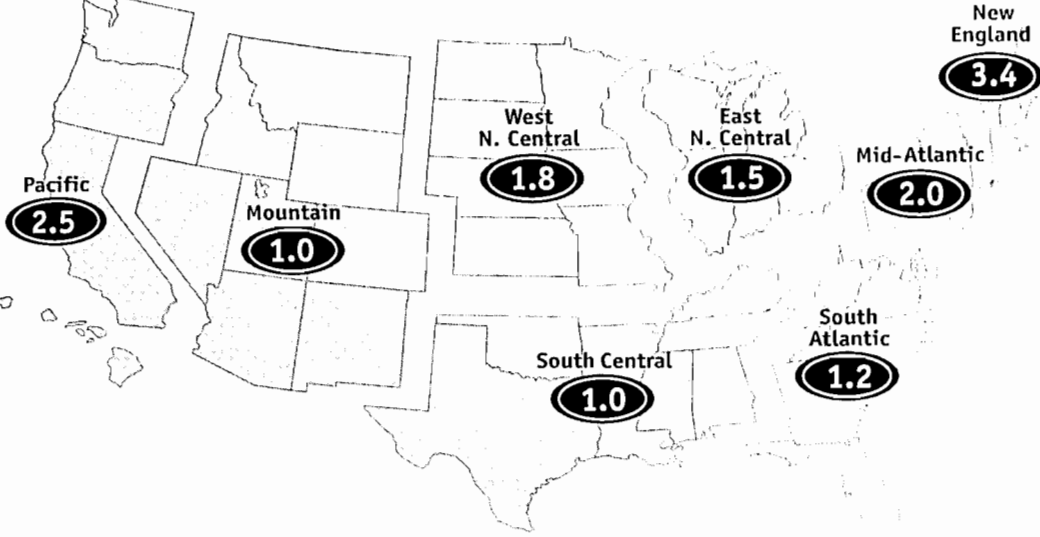 New
England
3.4
West
N. Central
1.8
East
N. Central
1.5
Mid-Atlantic
2.0
Pacific
2.5
Mountain
1.0
South
Atlantic
1.2
South Central
1.0